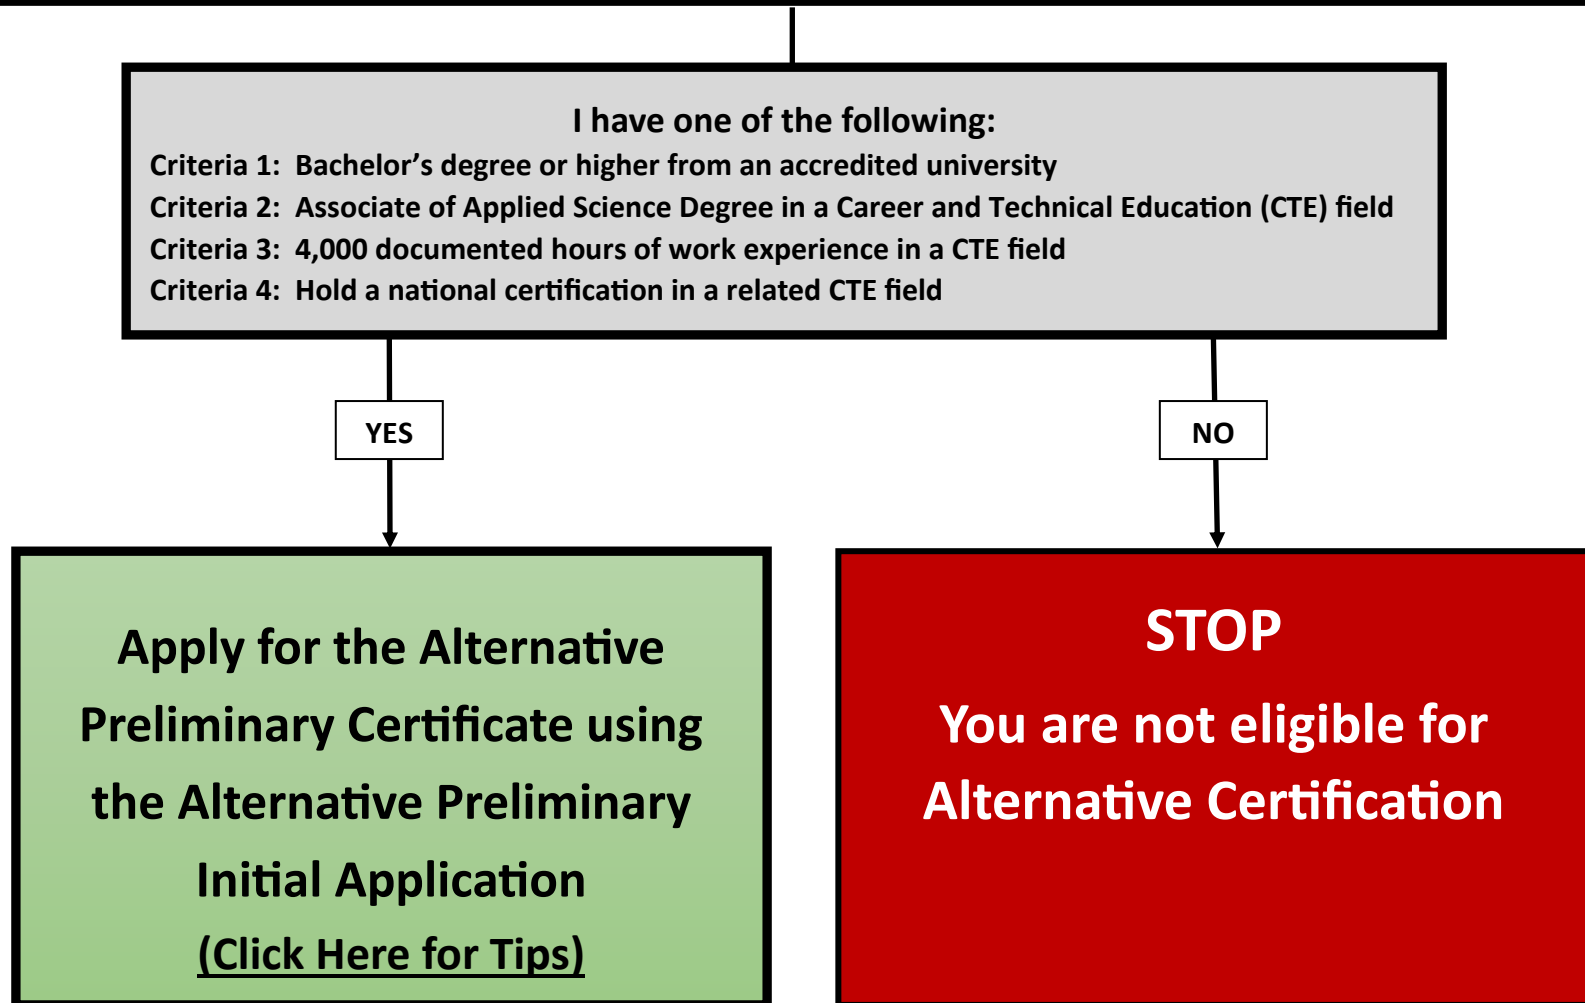 I have one of the following:
Criteria 1: Bachelor’s degree or higher from an accredited university
Criteria 2: Associate of Applied Science Degree in a Career and Technical Education (CTE) field
Criteria 3: 4,000 documented hours of work experience in a CTE field
Criteria 4: Hold a national certification in a related CTE field
YES
NO
Apply for the Alternative
Preliminary Certificate using
the Alternative Preliminary
Initial Application
(Click Here for Tips)
STOP
You are not eligible for
Alternative Certification